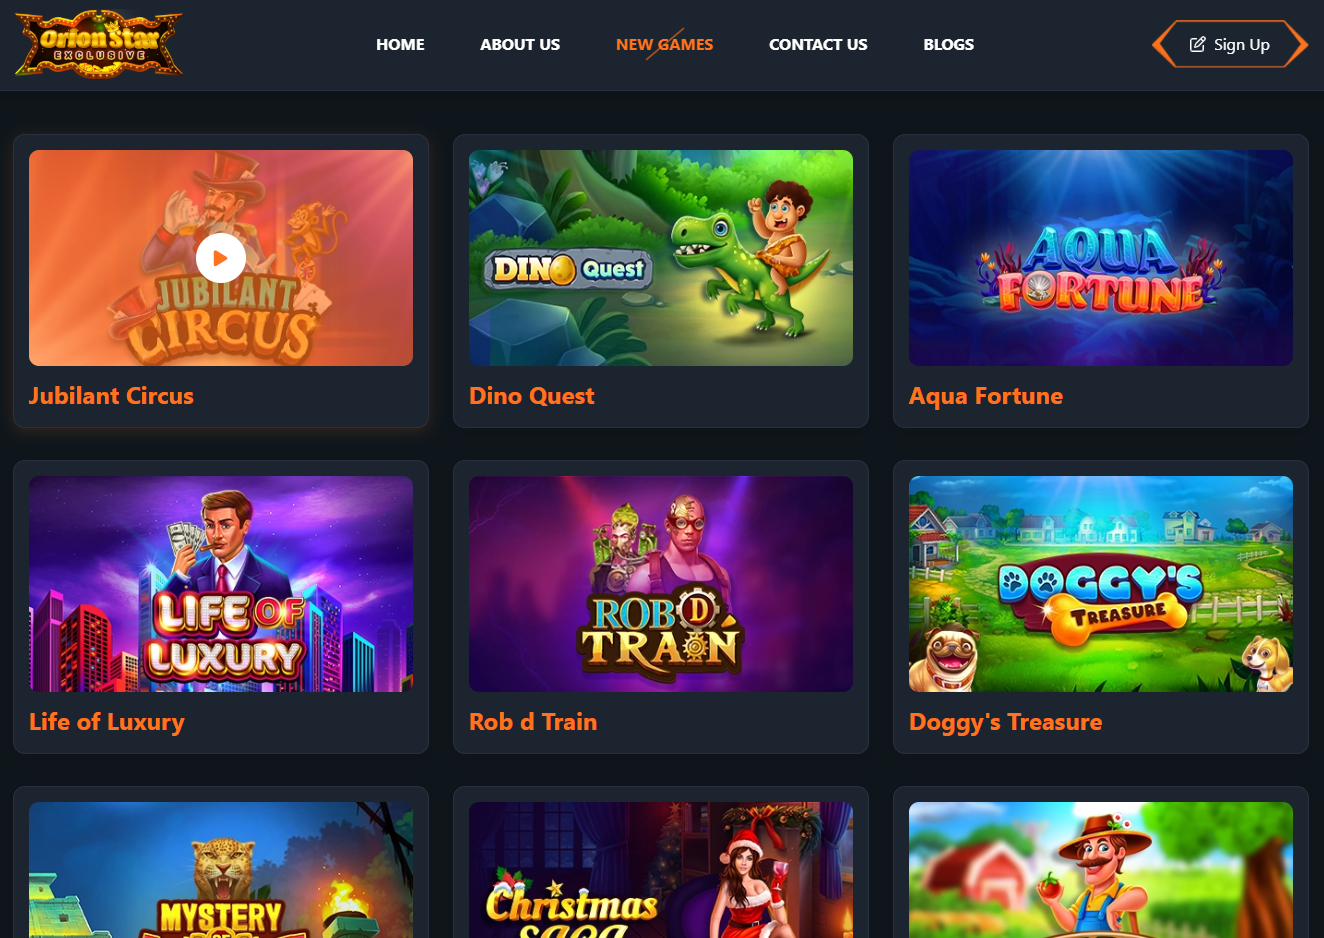 Orion Star
EXCLUSIVE
HOME
ABOUT US
NEW GAMES
CONTACT US
BLOGS
Sign Up
JUBILANT
CIRCUS
Jubilant Circus
DINO Quest
Dino Quest
AQUA
FORTUNE
Aqua Fortune
LIFE OF
LUXURY
Life of Luxury
ROB D
TRAIN
Rob d Train
DOGGY'S
TREASURE
Doggy's Treasure
MYSTERY
OF
Christmas
SAGA